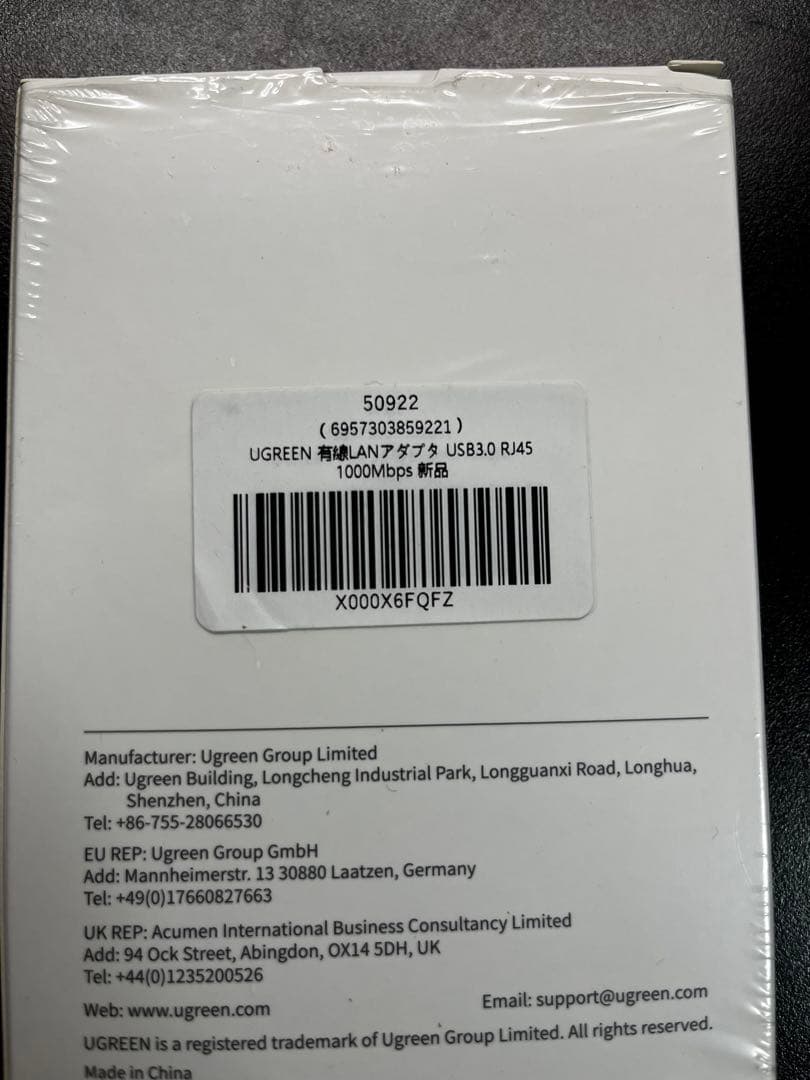 50922
( 6957303859221 )
UGREEN 有線LANアダプタ USB3.0 RJ45
1000Mbps 新品
X000X6FQFZ
Manufacturer: Ugreen Group Limited
Add: Ugreen Building, Longcheng Industrial Park, Longguanxi Road, Longhua,
Shenzhen, China
Tel: +86-755-28066530
EU REP: Ugreen Group GmbH
Add: Mannheimerstr. 13 30880 Laatzen, Germany
Tel: +49(0)17660827663
UK REP: Acumen International Business Consultancy Limited
Add: 94 Ock Street, Abingdon, OX14 5DH, UK
Tel: +44(0)1235200526
Web: www.ugreen.com
Email: support@ugreen.com
UGREEN is a registered trademark of Ugreen Group Limited. All rights reserved.
Made in China